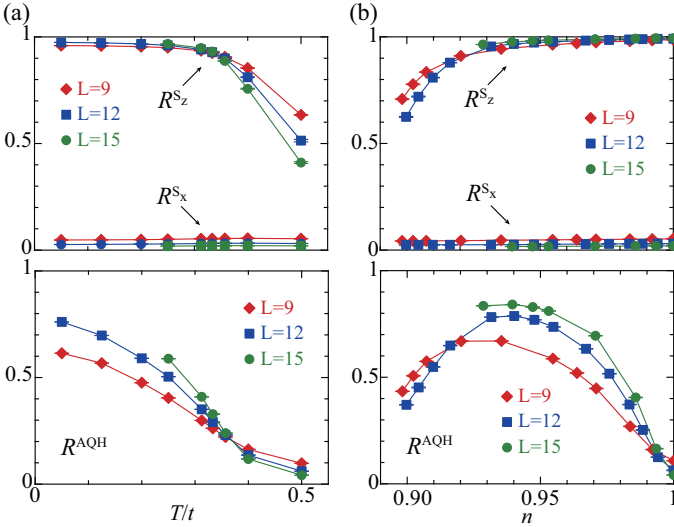 (a)
1
0.5
0
L=9
L=12
L=15
R^{S_z}
R^{S_x}
1
0.5
0
L=9
L=12
L=15
R^{AQH}
0
0.5
T/t
(b)
1
0.5
0
R^{S_z}
L=9
L=12
L=15
R^{S_x}
1
0.5
0
R^{AQH}
L=9
L=12
L=15
0.90
0.95
1
n